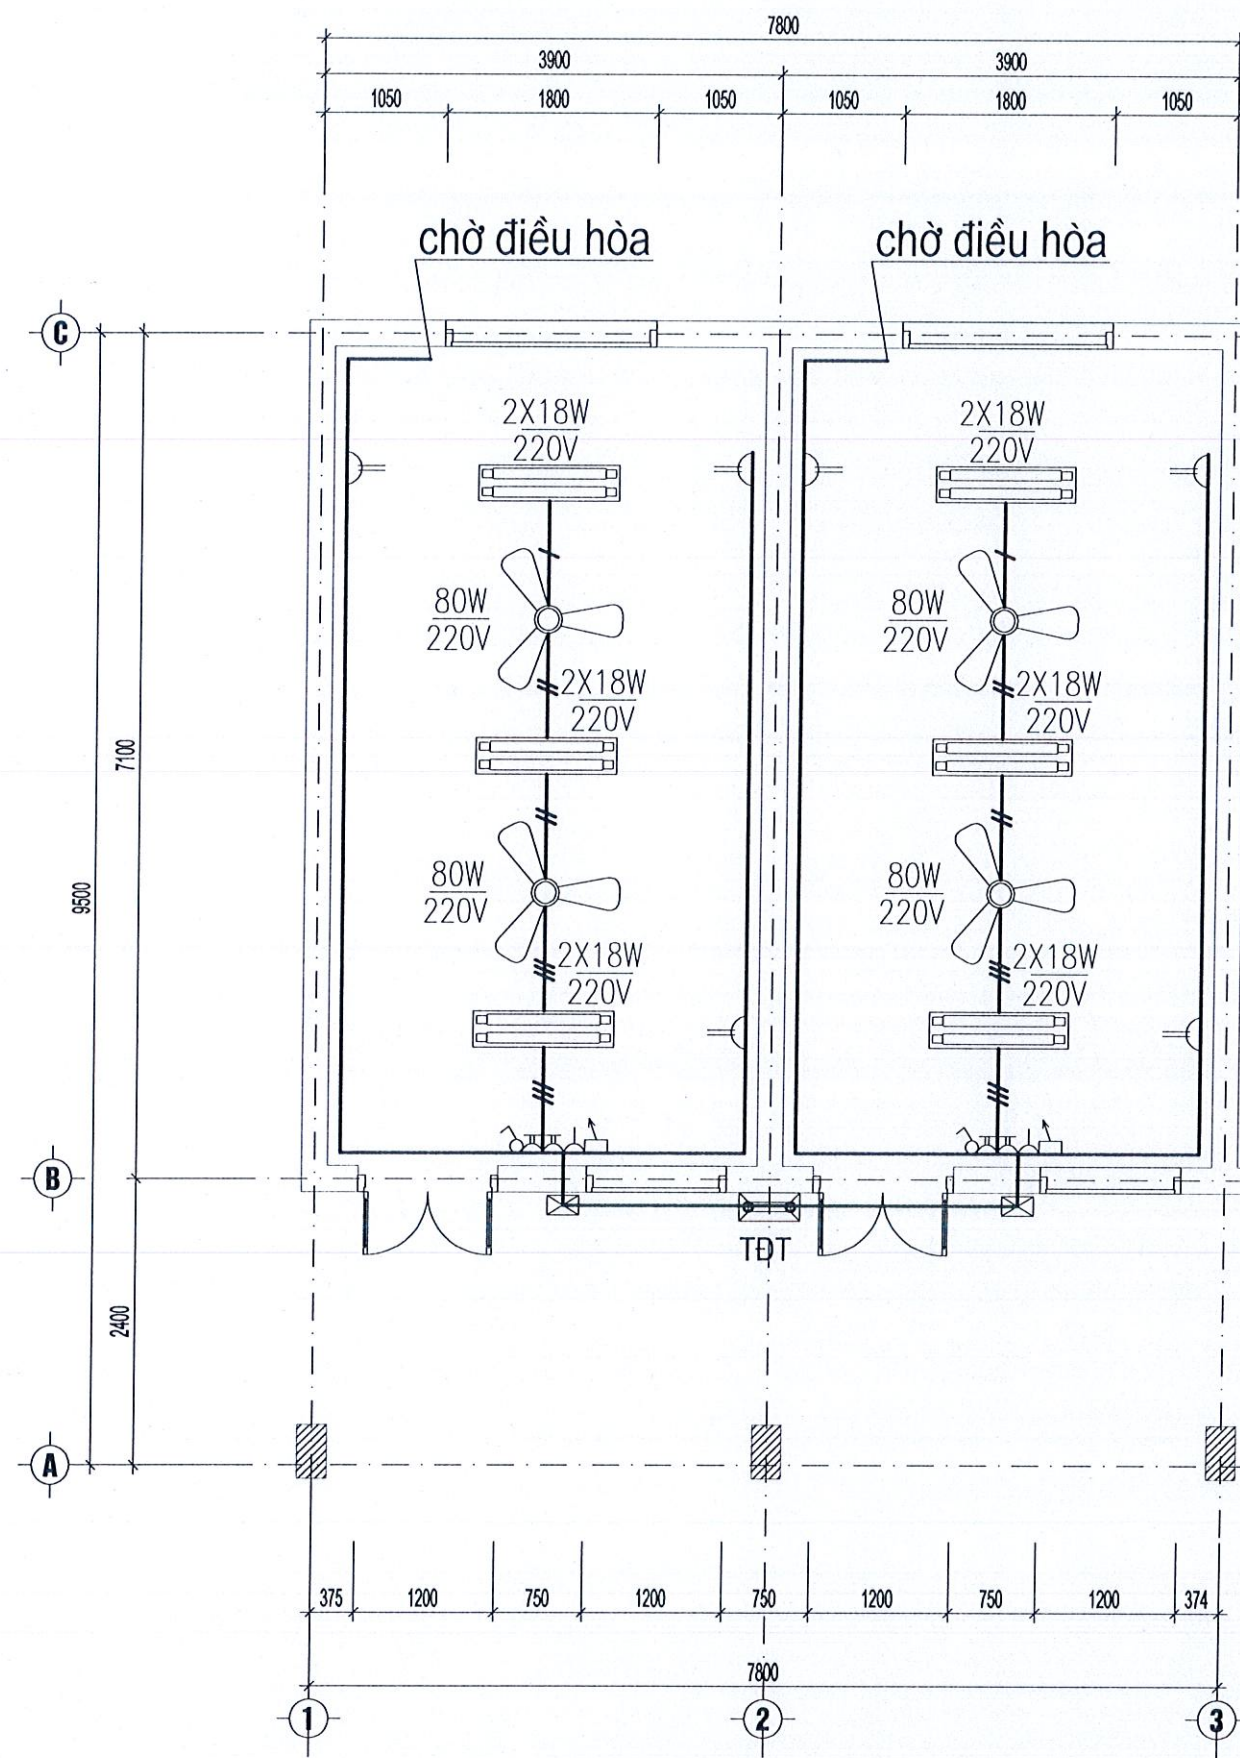 7800
3900 3900
1050 1800 1050 1050 1800 1050
chờ điều hòa chờ điều hòa
C
2X18W 2X18W
220V 220V
80W 80W
220V 220V
2X18W 2X18W
220V 220V
7100
80W 80W
220V 220V
9500
2X18W 2X18W
220V 220V
B
TĐT
2400
A
375 1200 750 1200 750 1200 750 1200 374
7800
1 2 3